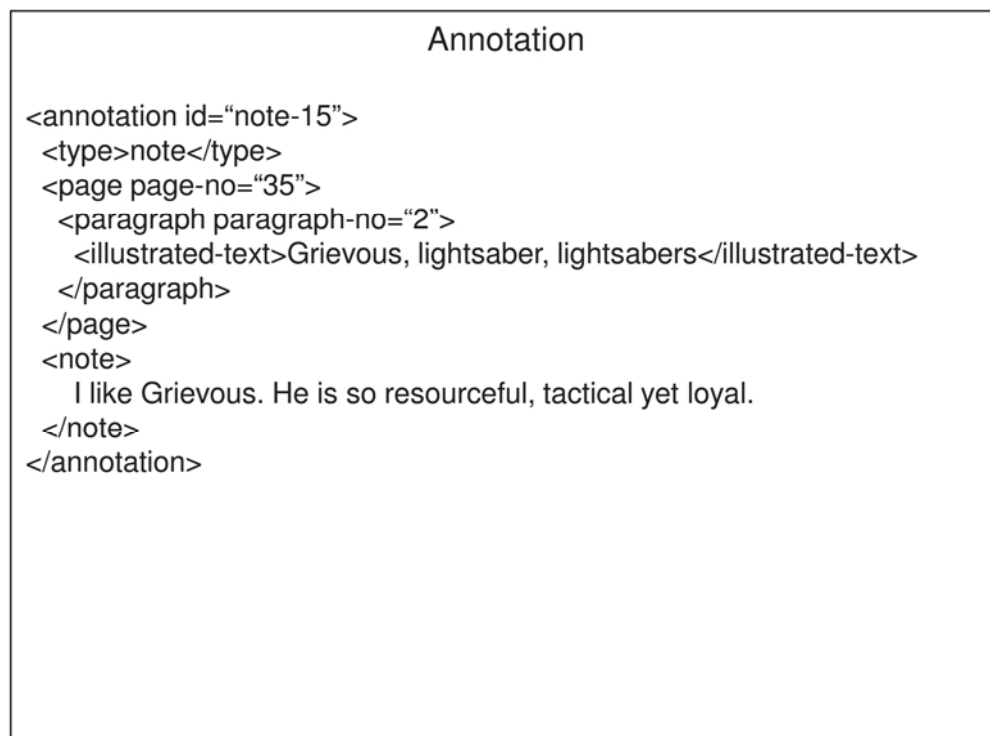 Annotation
<annotation id=“note-15”>
<type>note</type>
<page page-no=“35”>
<paragraph paragraph-no=“2”>
<illustrated-text>Grievous, lightsaber, lightsabers</illustrated-text>
</paragraph>
</page>
<note>
I like Grievous. He is so resourceful, tactical yet loyal.
</note>
</annotation>